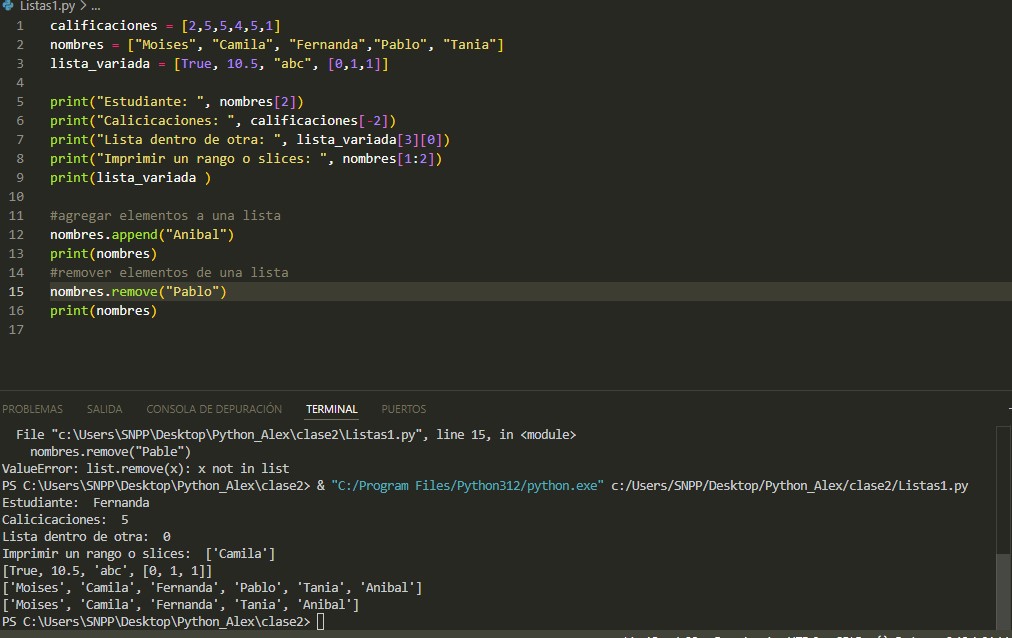 Listas1.py > ...
1 calificaciones = [2,5,5,4,5,1]
2 nombres = ["Moises", "Camila", "Fernanda","Pablo", "Tania"]
3 lista_variada = [True, 10.5, "abc", [0,1,1]]
4
5 print("Estudiante: ", nombres[2])
6 print("Calicicaciones: ", calificaciones[-2])
7 print("Lista dentro de otra: ", lista_variada[3][0])
8 print("Imprimir un rango o slices: ", nombres[1:2])
9 print(lista_variada )
10
11 #agregar elementos a una lista
12 nombres.append("Anibal")
13 print(nombres)
14 #remover elementos de una lista
15 nombres.remove("Pablo")
16 print(nombres)
17
PROBLEMAS SALIDA CONSOLA DE DEPURACIÓN TERMINAL PUERTOS
File "c:\Users\SNPP\Desktop\Python_Alex\clase2\Listas1.py", line 15, in <module>
nombres.remove("Pable")
ValueError: list.remove(x): x not in list
PS C:\Users\SNPP\Desktop\Python_Alex\clase2> & "C:/Program Files/Python312/python.exe" c:/Users/SNPP/Desktop/Python_Alex/clase2/Listas1.py
Estudiante:  Fernanda
Calicicaciones:  5
Lista dentro de otra:  0
Imprimir un rango o slices:  ['Camila']
[True, 10.5, 'abc', [0, 1, 1]]
['Moises', 'Camila', 'Fernanda', 'Pablo', 'Tania', 'Anibal']
['Moises', 'Camila', 'Fernanda', 'Tania', 'Anibal']
PS C:\Users\SNPP\Desktop\Python_Alex\clase2>